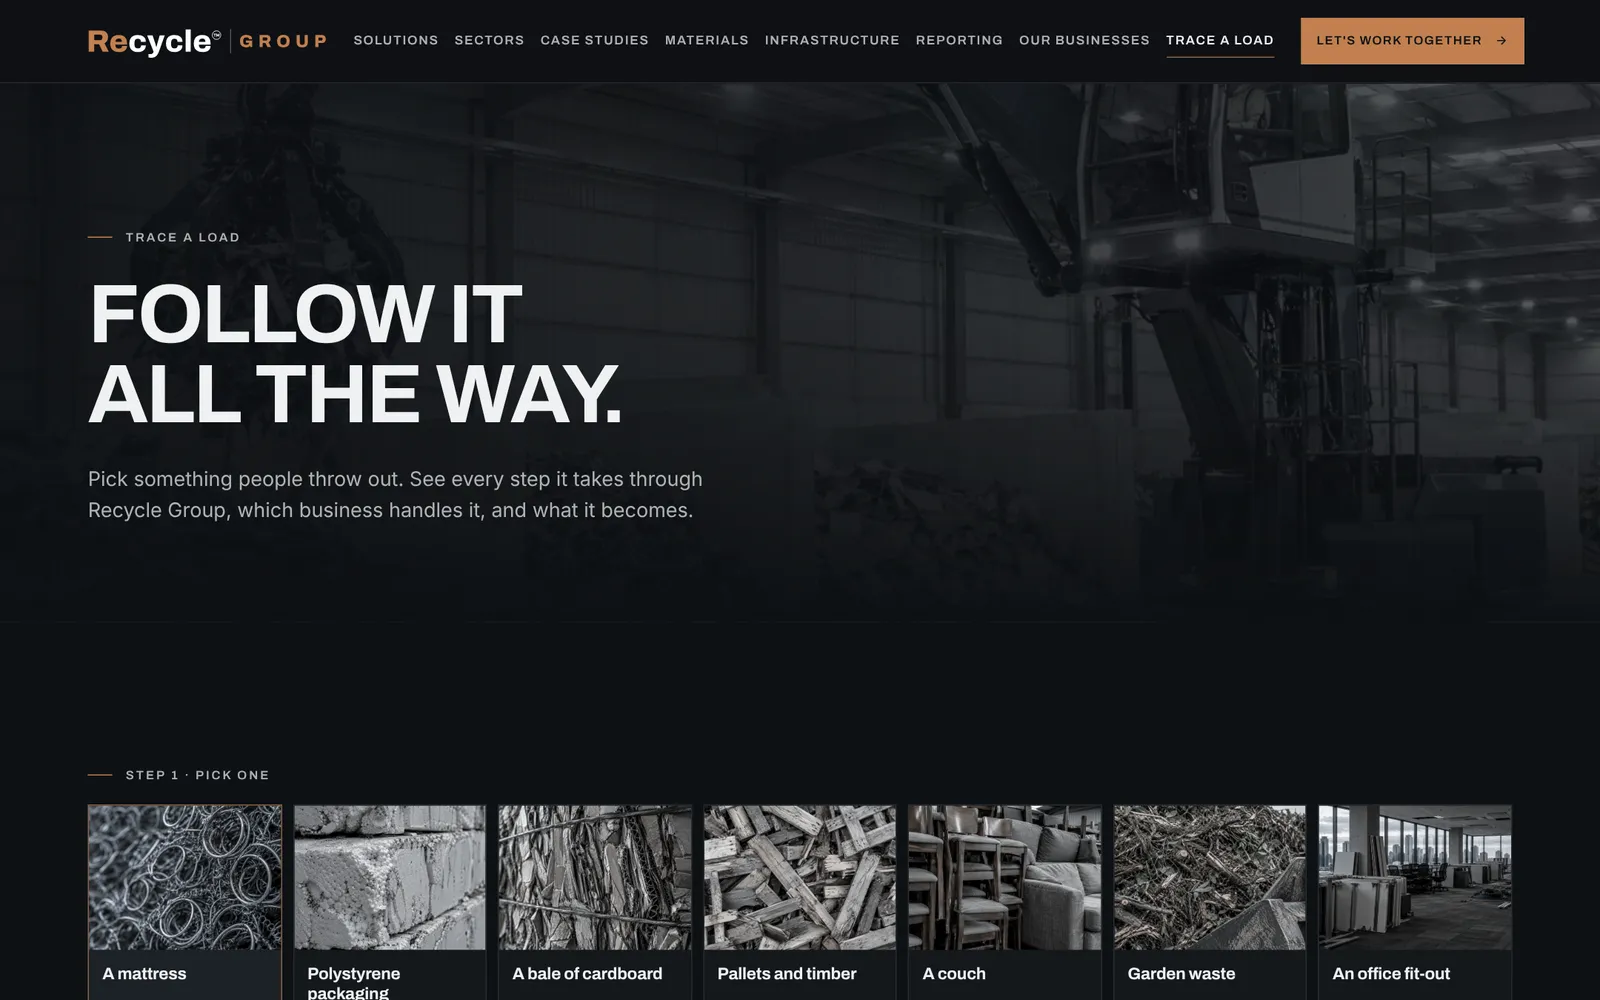 Recycle™ GROUP
SOLUTIONS SECTORS CASE STUDIES MATERIALS INFRASTRUCTURE REPORTING OUR BUSINESSES TRACE A LOAD LET'S WORK TOGETHER →
TRACE A LOAD
FOLLOW IT
ALL THE WAY.
Pick something people throw out. See every step it takes through
Recycle Group, which business handles it, and what it becomes.
STEP 1 · PICK ONE
A mattress
Polystyrene
packaging
A bale of cardboard
Pallets and timber
A couch
Garden waste
An office fit-out